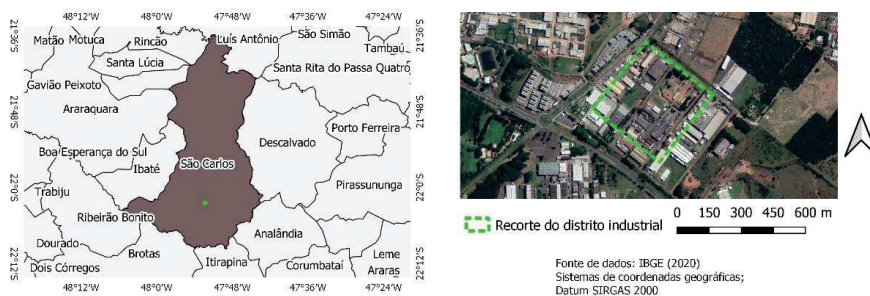 48°12'O 48°0'O 47°48'O 47°36'O 47°24'O
21°36'S
21°36'S
Matão Motuca
Rincão
Luís Antônio
São Simão
Tambaú
Santa Lúcia
Santa Rita do Passa Quatro
Gavião Peixoto
Araraquara
21°48'S
21°48'S
Porto Ferreira
Descalvado
Boa Esperança do Sul
São Carlos
Ibaté
Pirassununga
22°0'S
22°0'S
Trabiju
Ribeirão Bonito
Analândia
Dourado
Brotas
Leme
Dois Córregos
Itirapina
Corumbataí
Araras
22°12'S
22°12'S
48°12'O 48°0'O 47°48'O 47°36'O 47°24'O
Recorte do distrito industrial
0 150 300 450 600 m
Fonte de dados: IBGE (2020)
Sistemas de coordenadas geográficas;
Datum SIRGAS 2000